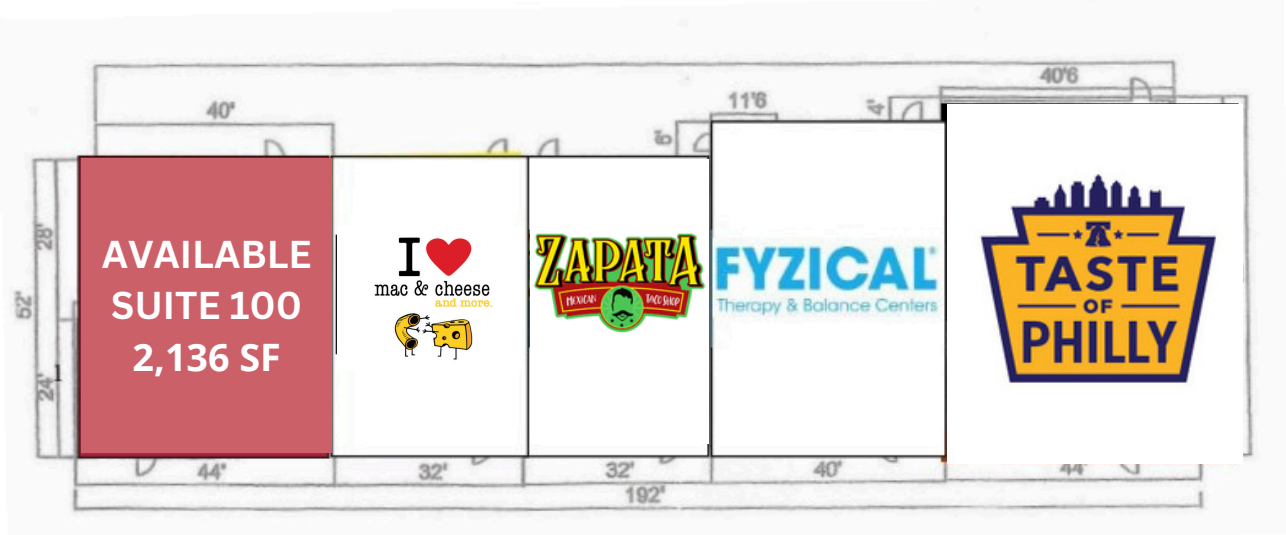 40'6
40'
11'6
4'
6'
28'
52'
24'
1
AVAILABLE
SUITE 100
2,136 SF
I
mac & cheese
and more.
ZAPATA
MEXICAN TACO SHOP
FYZICAL®
Therapy & Balance Centers
TASTE
OF
PHILLY
44'
32'
32'
40'
44'
192'